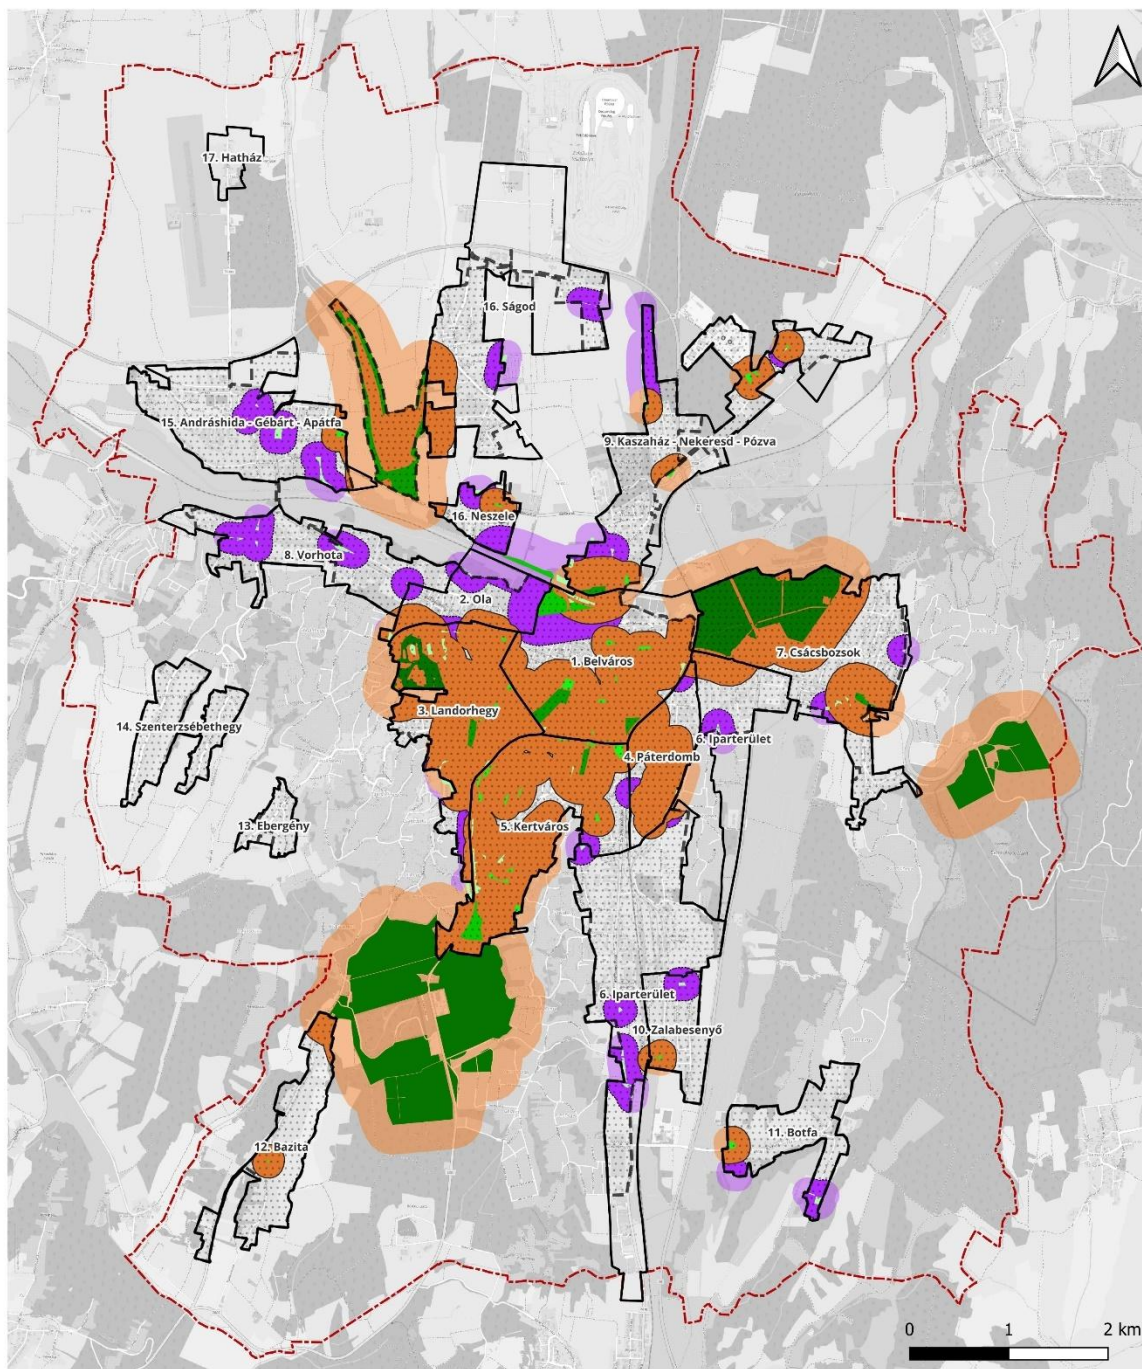 17. Hatház
16. Ságod
15. Andráshida - Gébárt - Apátfa
9. Kaszaház - Nekeresd - Pózva
16. Neszele
8. Vorhota
2. Ola
1. Belváros
7. Csácsbozsok
3. Landorhegy
14. Szenterzsébethegy
6. Iparterület
4. Páterdomb
13. Ebergény
5. Kertváros
6. Iparterület
10. Zalabesenyő
11. Botfa
12. Bazita
0 1 2 km